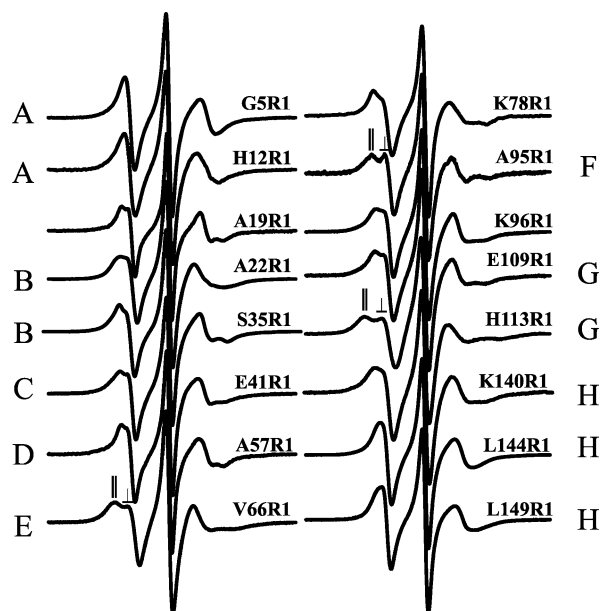 A G5R1 K78R1
∥ ⊥
A H12R1 A95R1 F
A19R1 K96R1
B A22R1 E109R1 G
∥ ⊥
B S35R1 H113R1 G
C E41R1 K140R1 H
D A57R1 L144R1 H
∥ ⊥
E V66R1 L149R1 H